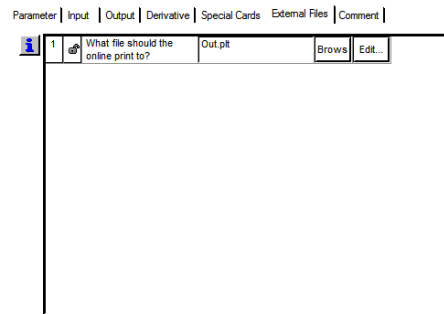 Parameter Input Output Derivative Special Cards External Files Comment
i 1 What file should the Out.plt Brows Edit...
online print to?